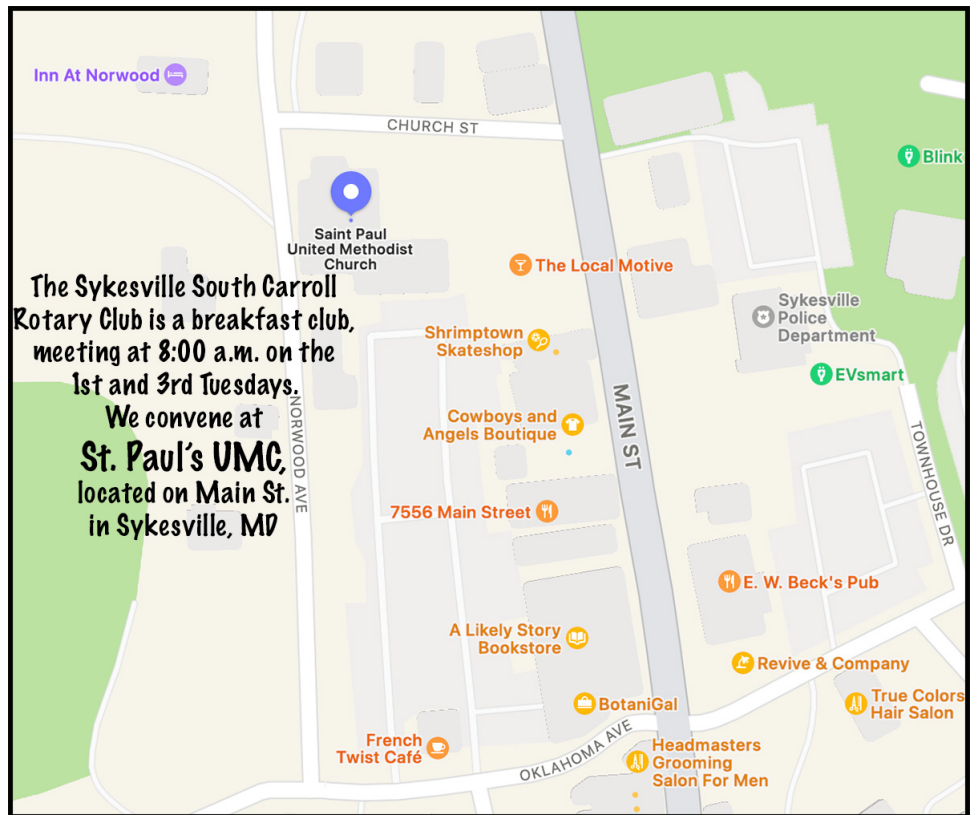 Inn At Norwood
CHURCH ST
Blink
Saint Paul
United Methodist
Church
The Local Motive
The Sykesville South Carroll
Rotary Club is a breakfast club,
meeting at 8:00 a.m. on the
1st and 3rd Tuesdays.
We convene at
St. Paul's UMC,
located on Main St.
in Sykesville, MD
Sykesville
Police
Department
Shrimptown
Skateshop
EVsmart
NORWOOD AVE
MAIN ST
Cowboys and
Angels Boutique
TOWNHOUSE DR
7556 Main Street
E. W. Beck's Pub
A Likely Story
Bookstore
Revive & Company
BotaniGal
True Colors
Hair Salon
French
Twist Café
OKLAHOMA AVE
Headmasters
Grooming
Salon For Men